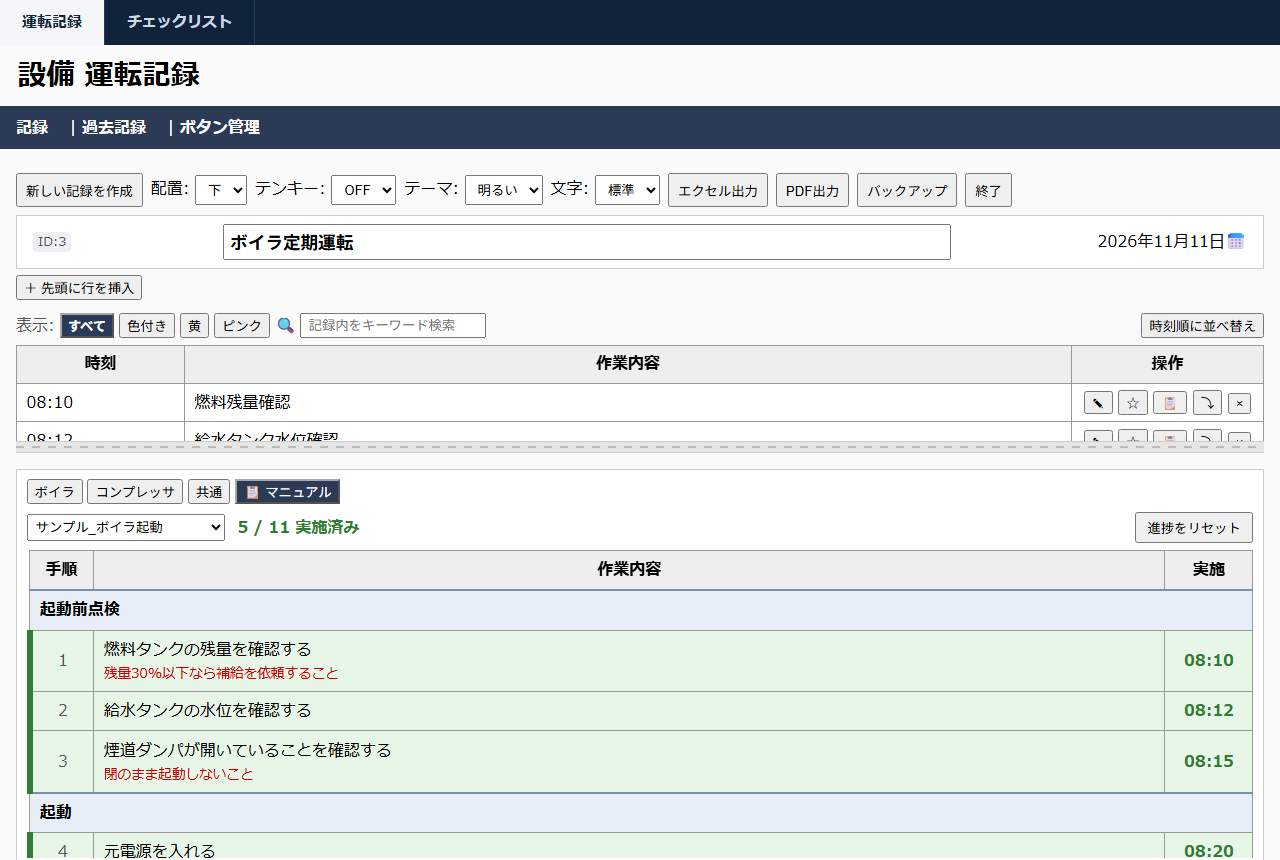 運転記録 チェックリスト
設備 運転記録
記録 | 過去記録 | ボタン管理
新しい記録を作成 配置: 下 テンキー: OFF テーマ: 明るい 文字: 標準 エクセル出力 PDF出力 バックアップ 終了
ID:3 ボイラ定期運転 2026年11月11日
＋ 先頭に行を挿入
表示: すべて 色付き 黄 ピンク 記録内をキーワード検索 時刻順に並べ替え
時刻 作業内容 操作
08:10 燃料残量確認
08:12 給水タンク水位確認
ボイラ コンプレッサ 共通 マニュアル
サンプル_ボイラ起動 5 / 11 実施済み 進捗をリセット
手順 作業内容 実施
起動前点検
1 燃料タンクの残量を確認する 08:10
残量30%以下なら補給を依頼すること
2 給水タンクの水位を確認する 08:12
3 煙道ダンパが開いていることを確認する 08:15
閉のまま起動しないこと
起動
4 元電源を入れる 08:20